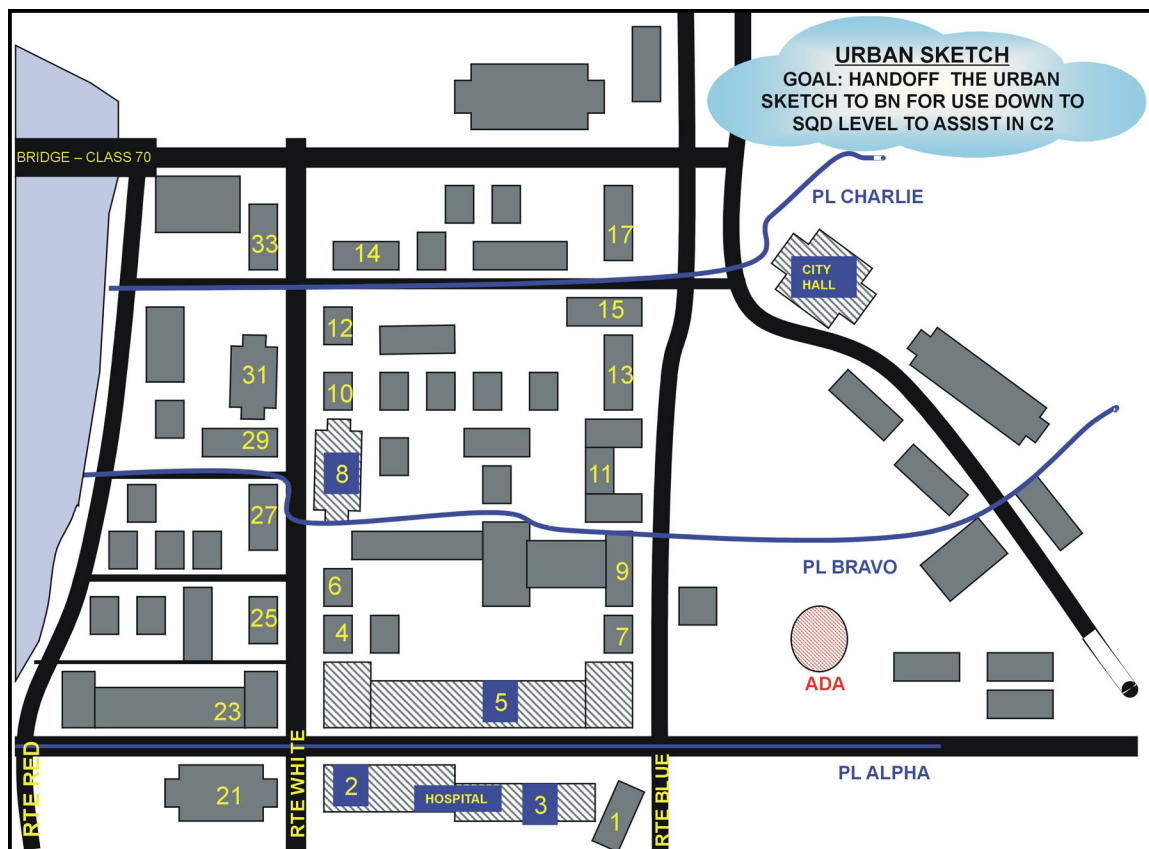 URBAN SKETCH
GOAL: HANDOFF THE URBAN
SKETCH TO BN FOR USE DOWN TO
SQD LEVEL TO ASSIST IN C2
BRIDGE – CLASS 70
PL CHARLIE
33
14
17
CITY
HALL
15
12
31
10
13
29
8
11
27
PL BRAVO
9
6
25
4
7
ADA
5
23
PL ALPHA
RTE RED
RTE WHITE
RTE BLUE
21
2
HOSPITAL
3
1